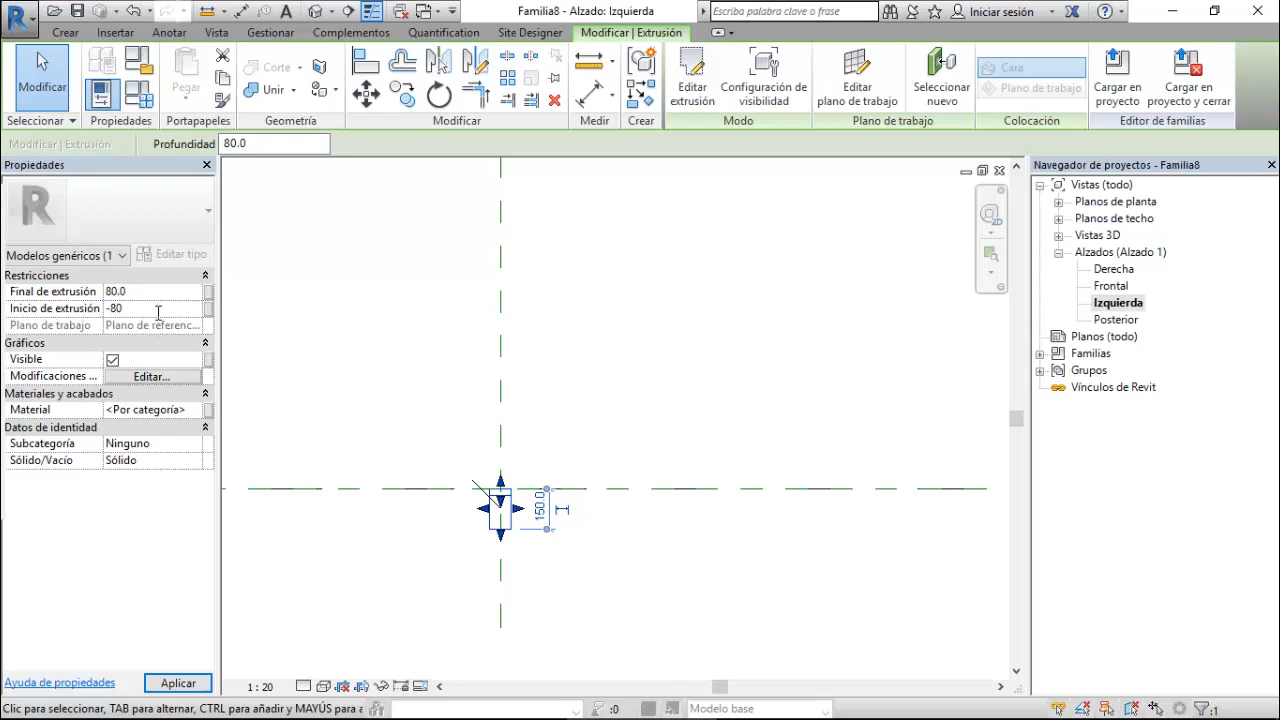 Familia8 - Alzado: Izquierda
Escriba palabra clave o frase
Iniciar sesión
Crear
Insertar
Anotar
Vista
Gestionar
Complementos
Quantification
Site Designer
Modificar | Extrusión
Modificar
Seleccionar
Propiedades
Pegar
Portapapeles
Corte
Unir
Geometría
Modificar
Medir
Crear
Editar
extrusión
Configuración de
visibilidad
Modo
Editar
plano de trabajo
Seleccionar
nuevo
Plano de trabajo
Cara
Plano de trabajo
Colocación
Cargar en
proyecto
Cargar en
proyecto y cerrar
Editor de familias
Modificar | Extrusión
Profundidad
80.0
Propiedades
R
Modelos genéricos (1
Editar tipo
Restricciones
Final de extrusión 80.0
Inicio de extrusión -80
Plano de trabajo Plano de referenc...
Gráficos
Visible
Modificaciones ... Editar...
Materiales y acabados
Material <Por categoría>
Datos de identidad
Subcategoría Ninguno
Sólido/Vacío Sólido
Ayuda de propiedades
Aplicar
150.0
2D
Navegador de proyectos - Familia8
Vistas (todo)
Planos de planta
Planos de techo
Vistas 3D
Alzados (Alzado 1)
Derecha
Frontal
Izquierda
Posterior
Planos (todo)
Familias
Grupos
Vínculos de Revit
1 : 20
Clic para seleccionar, TAB para alternar, CTRL para añadir y MAYÚS para a
:0
Modelo base
:1